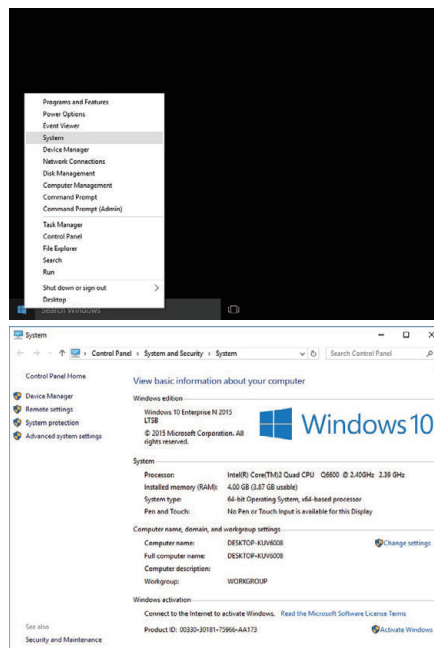 Programs and Features
Power Options
Event Viewer
System
Device Manager
Network Connections
Disk Management
Computer Management
Command Prompt
Command Prompt (Admin)
Task Manager
Control Panel
File Explorer
Search
Run
Shut down or sign out >
Desktop
Search Windows
System
Control Panel > System and Security > System
Search Control Panel
Control Panel Home
Device Manager
Remote settings
System protection
Advanced system settings
View basic information about your computer
Windows edition
Windows 10 Enterprise N 2015
LTSB
© 2015 Microsoft Corporation. All
rights reserved.
Windows 10
System
Processor: Intel(R) Core(TM)2 Quad CPU Q6600 @ 2.40GHz 2.39 GHz
Installed memory (RAM): 4.00 GB (3.87 GB usable)
System type: 64-bit Operating System, x64-based processor
Pen and Touch: No Pen or Touch Input is available for this Display
Computer name, domain, and workgroup settings
Computer name: DESKTOP-KUV6008 Change settings
Full computer name: DESKTOP-KUV6008
Computer description:
Workgroup: WORKGROUP
Windows activation
Connect to the Internet to activate Windows. Read the Microsoft Software License Terms
Product ID: 00330-30181-75966-AA173 Activate Windows
See also
Security and Maintenance